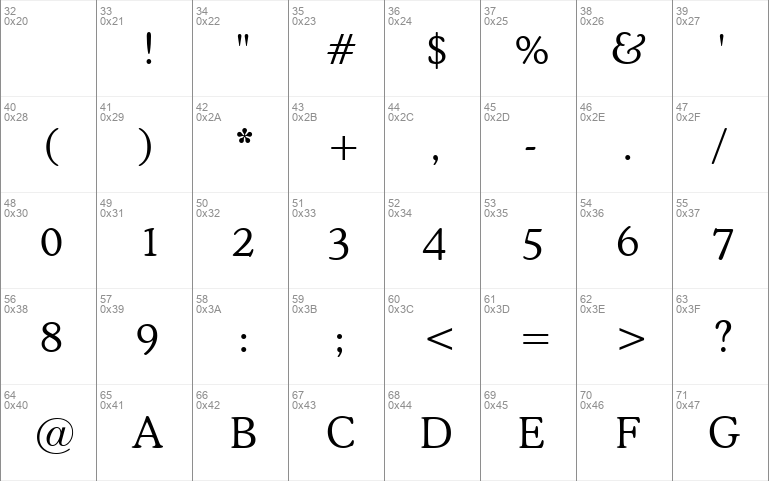 32 33 34 35 36 37 38 39
0x20 0x21 0x22 0x23 0x24 0x25 0x26 0x27
! " # $ % & '
40 41 42 43 44 45 46 47
0x28 0x29 0x2A 0x2B 0x2C 0x2D 0x2E 0x2F
( ) * + , - . /
48 49 50 51 52 53 54 55
0x30 0x31 0x32 0x33 0x34 0x35 0x36 0x37
0 1 2 3 4 5 6 7
56 57 58 59 60 61 62 63
0x38 0x39 0x3A 0x3B 0x3C 0x3D 0x3E 0x3F
8 9 : ; < = > ?
64 65 66 67 68 69 70 71
0x40 0x41 0x42 0x43 0x44 0x45 0x46 0x47
@ A B C D E F G